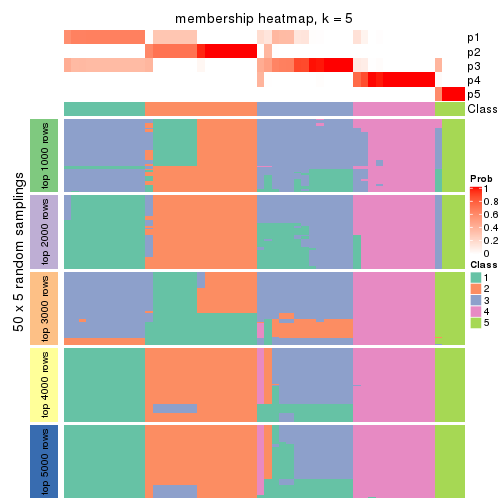 membership heatmap, k = 5
p1
p2
p3
p4
p5
Class
50 x 5 random samplings
top 1000 rows
top 2000 rows
top 3000 rows
top 4000 rows
top 5000 rows
Prob
1
0.8
0.6
0.4
0.2
0
Class
1
2
3
4
5